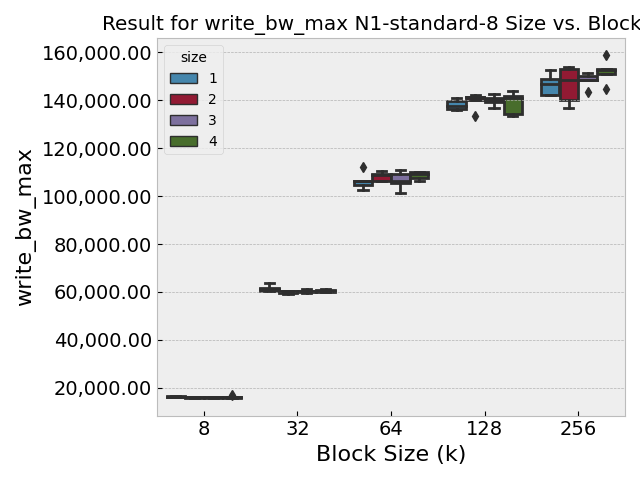 Result for write_bw_max N1-standard-8 Size vs. Block
160,000.00
140,000.00
120,000.00
100,000.00
80,000.00
60,000.00
40,000.00
20,000.00
write_bw_max
size
1
2
3
4
8 32 64 128 256
Block Size (k)